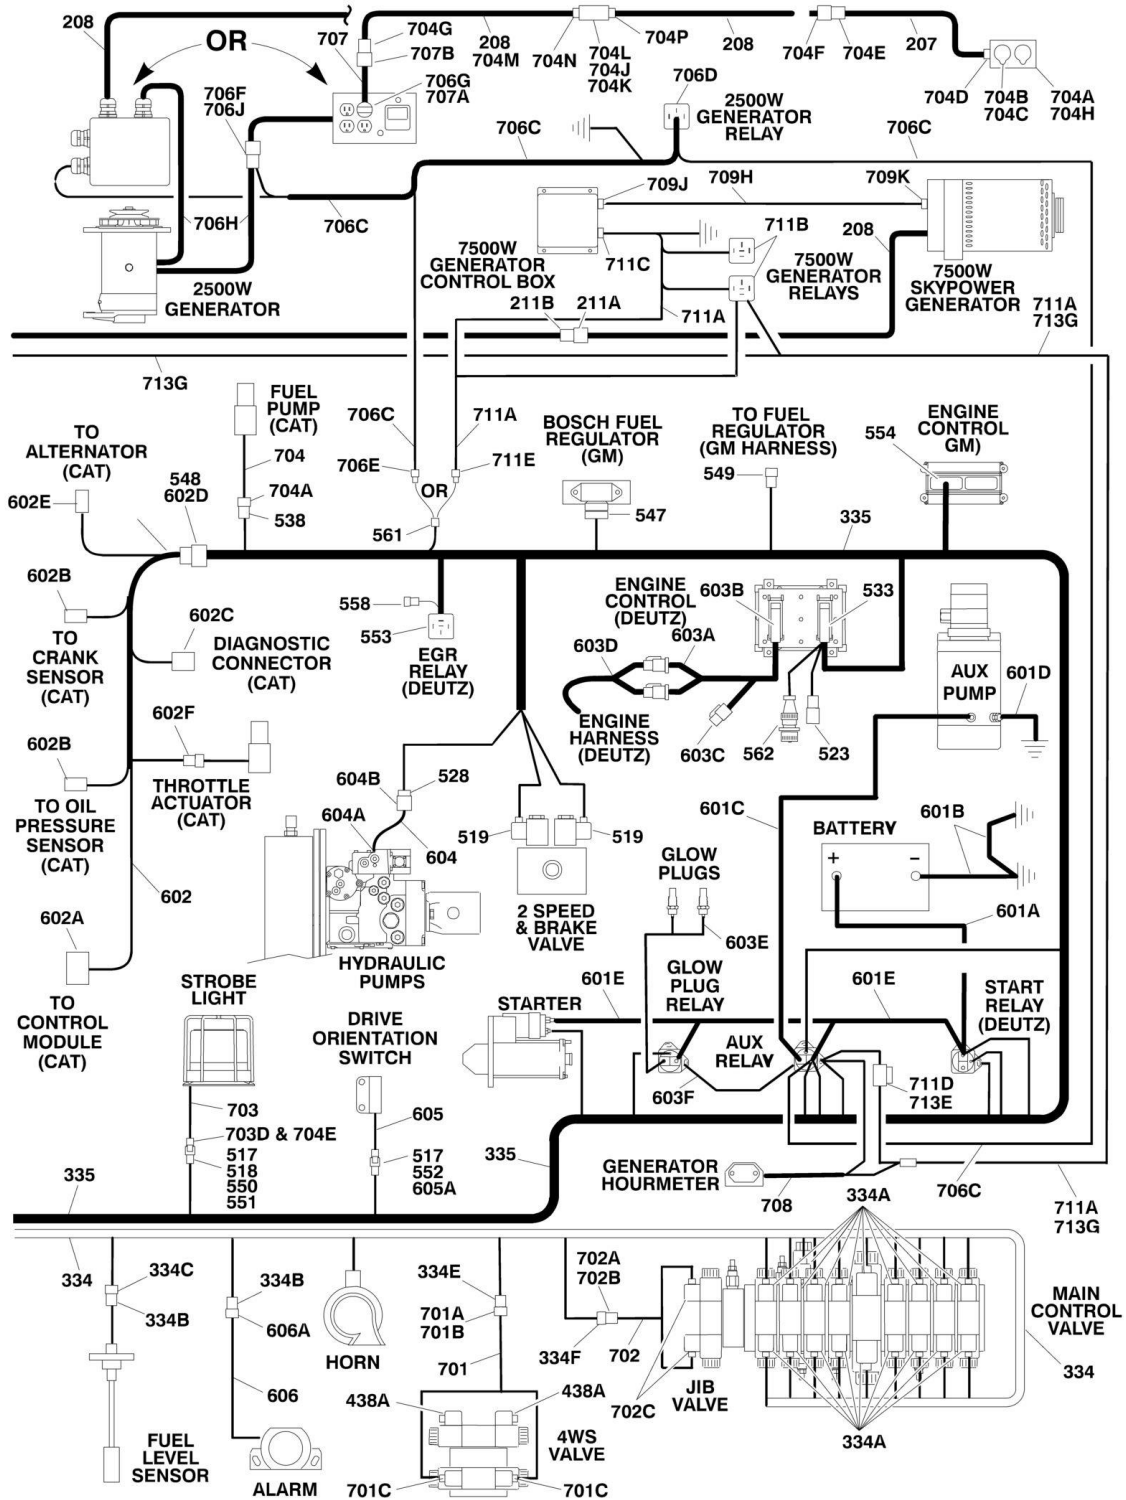 208
OR
707
704G
707B
208
704M
704N
704L
704J
704K
704P
208
704F
704E
207
706F
706J
706G
707A
706D
2500W
GENERATOR
RELAY
704D
704B
704C
704A
704H
706C
706C
709J
709H
709K
706H
706C
711B
208
2500W
GENERATOR
7500W
GENERATOR
CONTROL BOX
711C
7500W
GENERATOR
RELAYS
7500W
SKYPOWER
GENERATOR
211B
211A
711A
711A
713G
713G
FUEL
PUMP
(CAT)
706C
711A
BOSCH FUEL
REGULATOR
(GM)
TO FUEL
REGULATOR
(GM HARNESS)
ENGINE
CONTROL
GM)
554
TO
ALTERNATOR
(CAT)
548
602D
602E
704
704A
538
706E
711E
OR
561
547
549
335
602B
602C
558
553
ENGINE
CONTROL
(DEUTZ)
603B
533
TO
CRANK
SENSOR
(CAT)
DIAGNOSTIC
CONNECTOR
(CAT)
EGR
RELAY
(DEUTZ)
603D
603A
AUX
PUMP
601D
602F
602B
THROTTLE
ACTUATOR
(CAT)
ENGINE
HARNESS
(DEUTZ)
603C
562
523
604B
528
TO OIL
PRESSURE
SENSOR
(CAT)
604A
604
519
519
601C
BATTERY
+
–
601B
GLOW
PLUGS
602
602A
2 SPEED
& BRAKE
VALVE
603E
601A
HYDRAULIC
PUMPS
STROBE
LIGHT
STARTER
601E
GLOW
PLUG
RELAY
601E
START
RELAY
(DEUTZ)
TO
CONTROL
MODULE
(CAT)
DRIVE
ORIENTATION
SWITCH
AUX
RELAY
603F
711D
713E
703
703D & 704E
517
518
550
551
605
517
552
605A
335
335
GENERATOR
HOURMETER
708
334A
706C
711A
713G
334
334C
334B
334B
606A
334E
701A
701B
702A
702B
MAIN
CONTROL
VALVE
HORN
701
334F
702
334
606
438A
438A
702C
JIB
VALVE
334A
FUEL
LEVEL
SENSOR
4WS
VALVE
ALARM
701C
701C